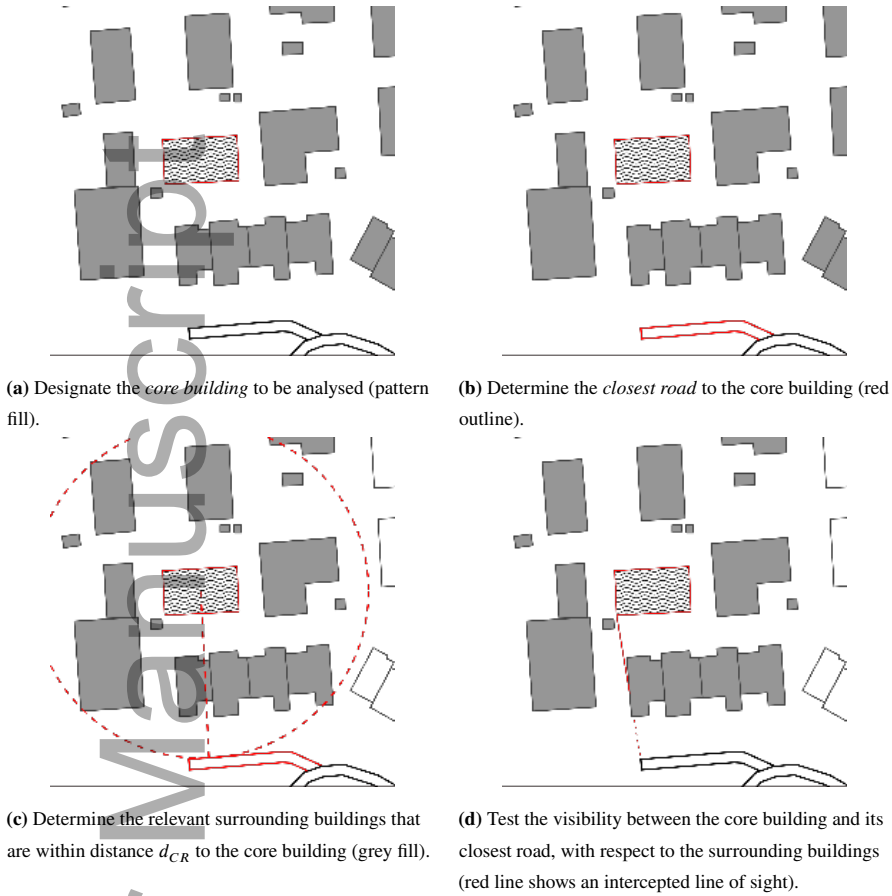 (a) Designate the core building to be analysed (pattern
fill).
(b) Determine the closest road to the core building (red
outline).
(c) Determine the relevant surrounding buildings that
are within distance d_CR to the core building (grey fill).
(d) Test the visibility between the core building and its
closest road, with respect to the surrounding buildings
(red line shows an intercepted line of sight).
Manuscript